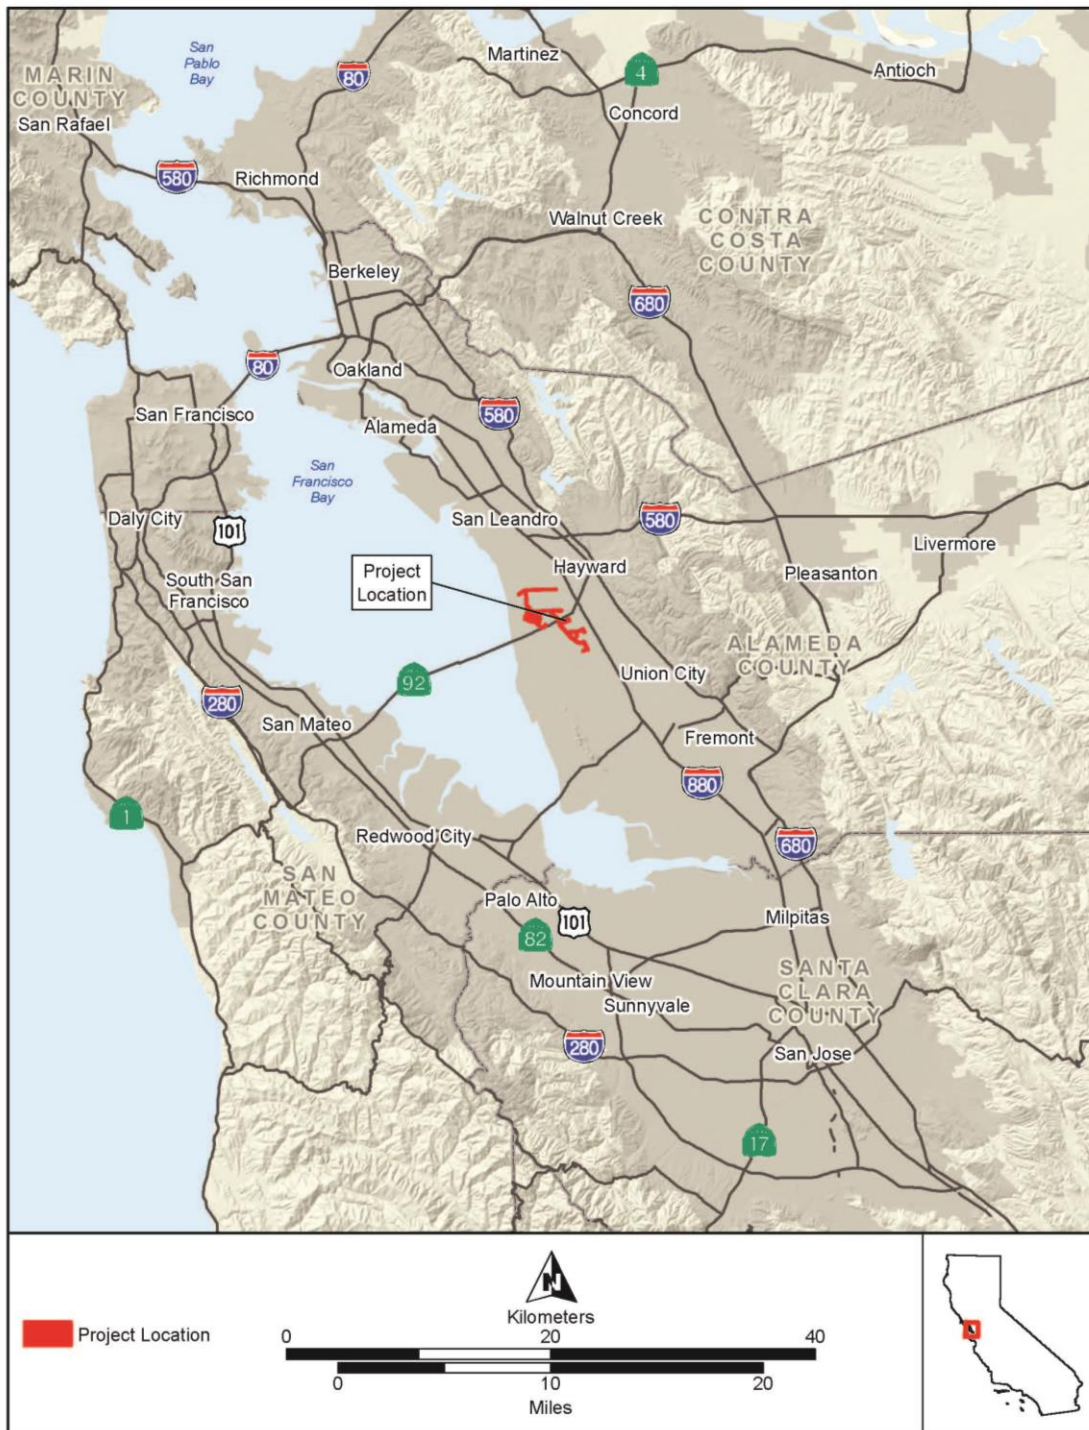 San
Pablo
Bay
MARIN
COUNTY
San Rafael
80
Martinez
4
Antioch
Concord
580
Richmond
Walnut Creek
CONTRA
COSTA
COUNTY
Berkeley
680
80
Oakland
580
San Francisco
Alameda
San
Francisco
Bay
Daly City
101
San Leandro
580
Livermore
South San
Francisco
Project
Location
Hayward
Pleasanton
ALAMEDA
COUNTY
92
Union City
280
San Mateo
Fremont
880
1
Redwood City
680
SAN
MATEO
COUNTY
Palo Alto
101
82
Milpitas
Mountain View
Sunnyvale
SANTA
CLARA
COUNTY
280
San Jose
17
Project Location
N
Kilometers
0 20 40
0 10 20
Miles